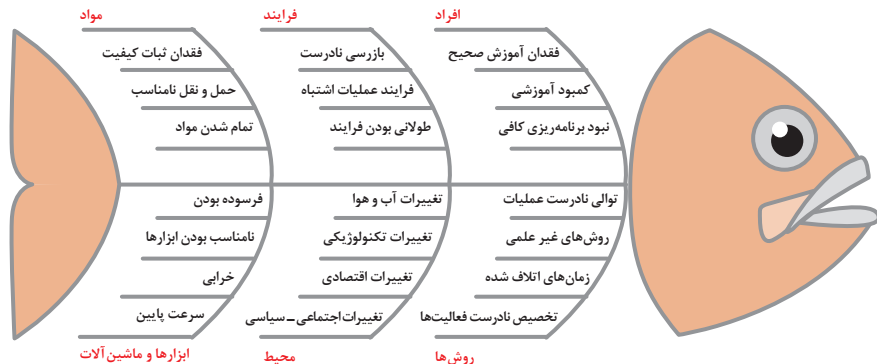 افراد
فقدان آموزش صحیح
کمبود آموزشی
نبود برنامه‌ریزی کافی
فرایند
بازرسی نادرست
فرایند عملیات اشتباه
طولانی بودن فرایند
مواد
فقدان ثبات کیفیت
حمل و نقل نامناسب
تمام شدن مواد
توالی نادرست عملیات
روش‌های غیر علمی
زمان‌های اتلاف شده
تخصیص نادرست فعالیت‌ها
روش‌ها
تغییرات آب و هوا
تغییرات تکنولوژیکی
تغییرات اقتصادی
تغییرات اجتماعی ـ سیاسی
محیط
فرسوده بودن
نامناسب بودن ابزارها
خرابی
سرعت پایین
ابزارها و ماشین آلات